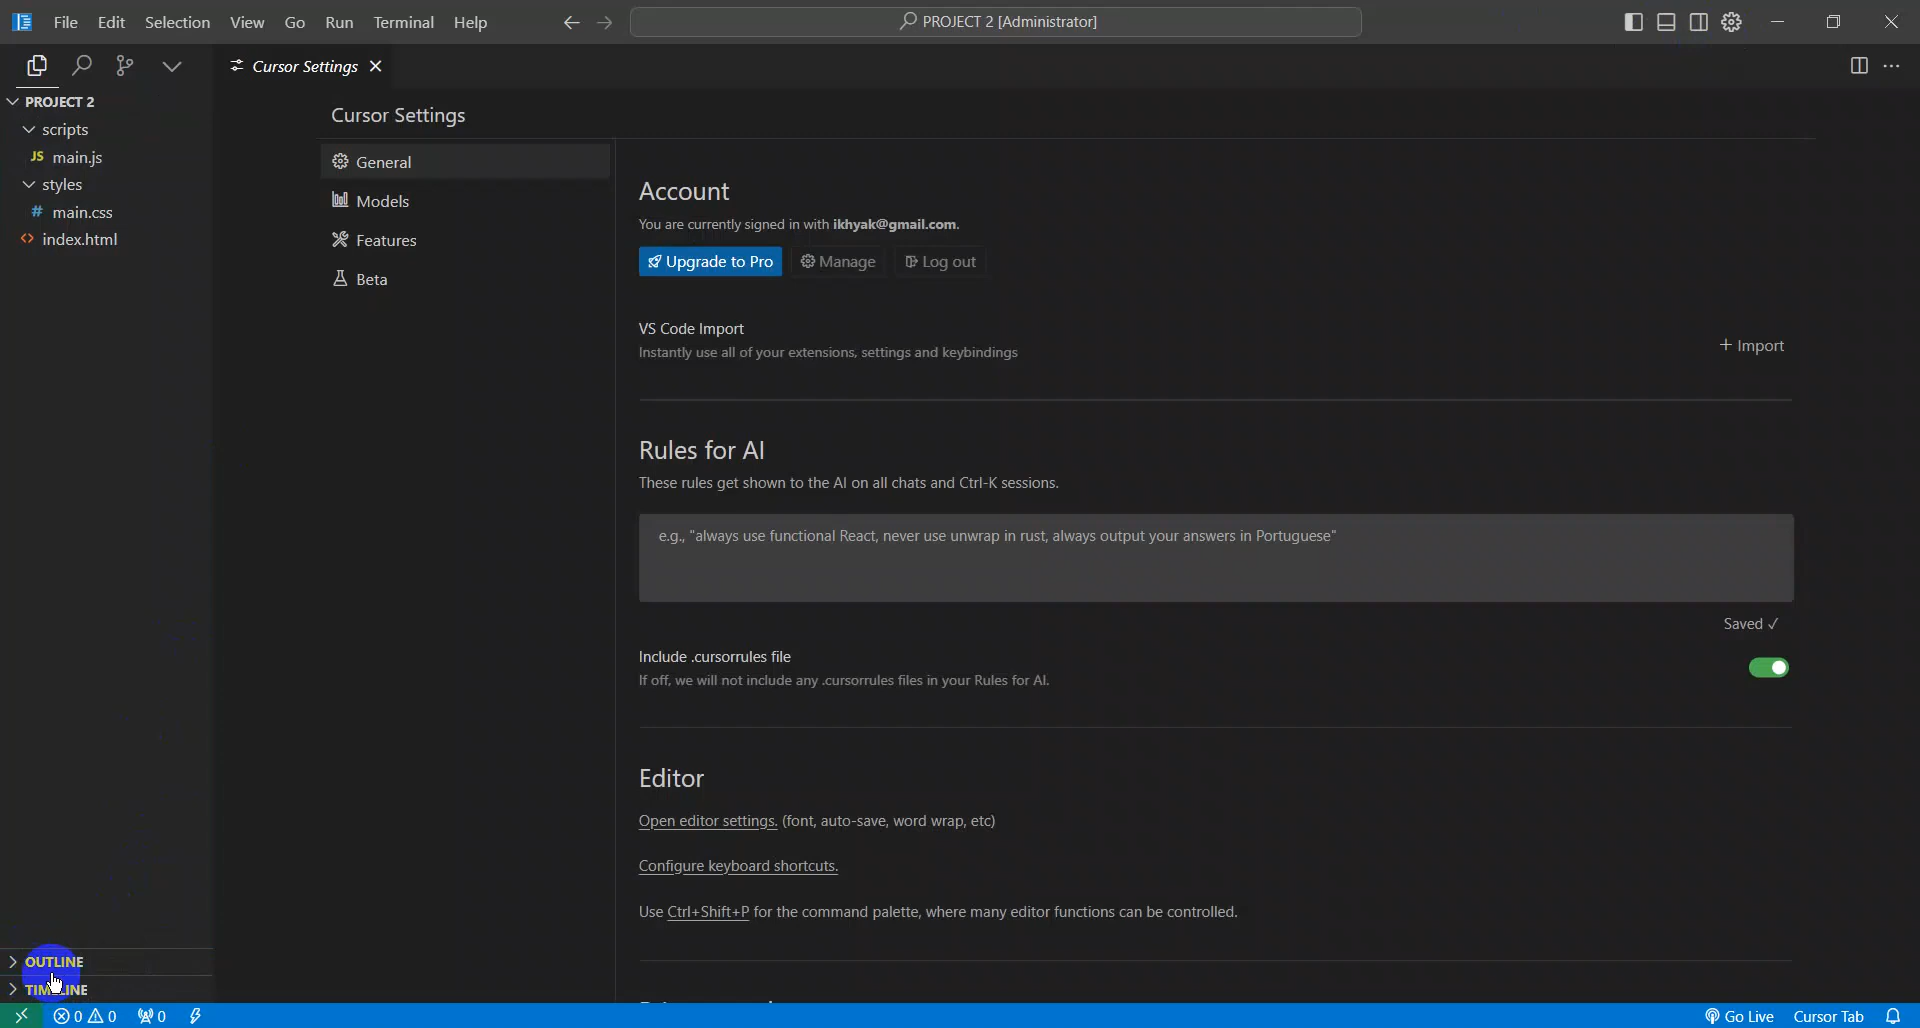 File Edit Selection View Go Run Terminal Help
PROJECT 2 [Administrator]
Cursor Settings
PROJECT 2
scripts
JS main.js
styles
# main.css
<> index.html
Cursor Settings
General
Models
Features
Beta
Account
You are currently signed in with ikhyak@gmail.com.
Upgrade to Pro Manage Log out
VS Code Import
Instantly use all of your extensions, settings and keybindings
+ Import
Rules for AI
These rules get shown to the AI on all chats and Ctrl-K sessions.
e.g., "always use functional React, never use unwrap in rust, always output your answers in Portuguese"
Saved ✓
Include .cursorrules file
If off, we will not include any .cursorrules files in your Rules for AI.
Editor
Open editor settings. (font, auto-save, word wrap, etc)
Configure keyboard shortcuts.
Use Ctrl+Shift+P for the command palette, where many editor functions can be controlled.
OUTLINE
TIMELINE
0 0 0
Go Live Cursor Tab